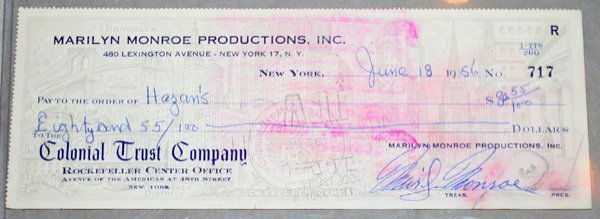 R
MARILYN MONROE PRODUCTIONS, INC.
480 LEXINGTON AVENUE - NEW YORK 17, N. Y.
1-776
260
NEW YORK, June 18 1956 No. 717
PAY TO THE ORDER OF Hazan's $80 55/100
Eighty and 55/100 DOLLARS
TO THE
Colonial Trust Company
ROCKEFELLER CENTER OFFICE
AVENUE OF THE AMERICAS AT 48TH STREET
NEW YORK
MARILYN MONROE PRODUCTIONS, INC.
Monroe
TREAS. PRES.